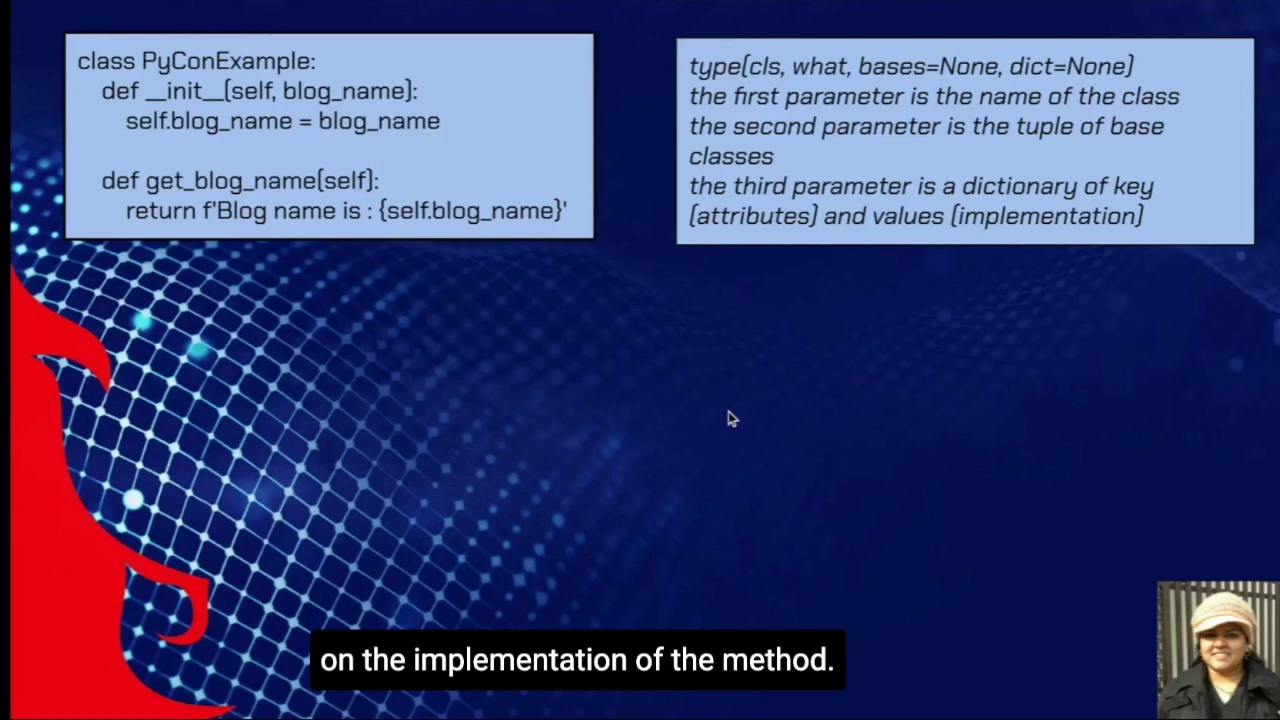 class PyConExample:
def __init__(self, blog_name):
self.blog_name = blog_name
def get_blog_name(self):
return f'Blog name is : {self.blog_name}'
type(cls, what, bases=None, dict=None)
the first parameter is the name of the class
the second parameter is the tuple of base
classes
the third parameter is a dictionary of key
(attributes) and values (implementation)
on the implementation of the method.